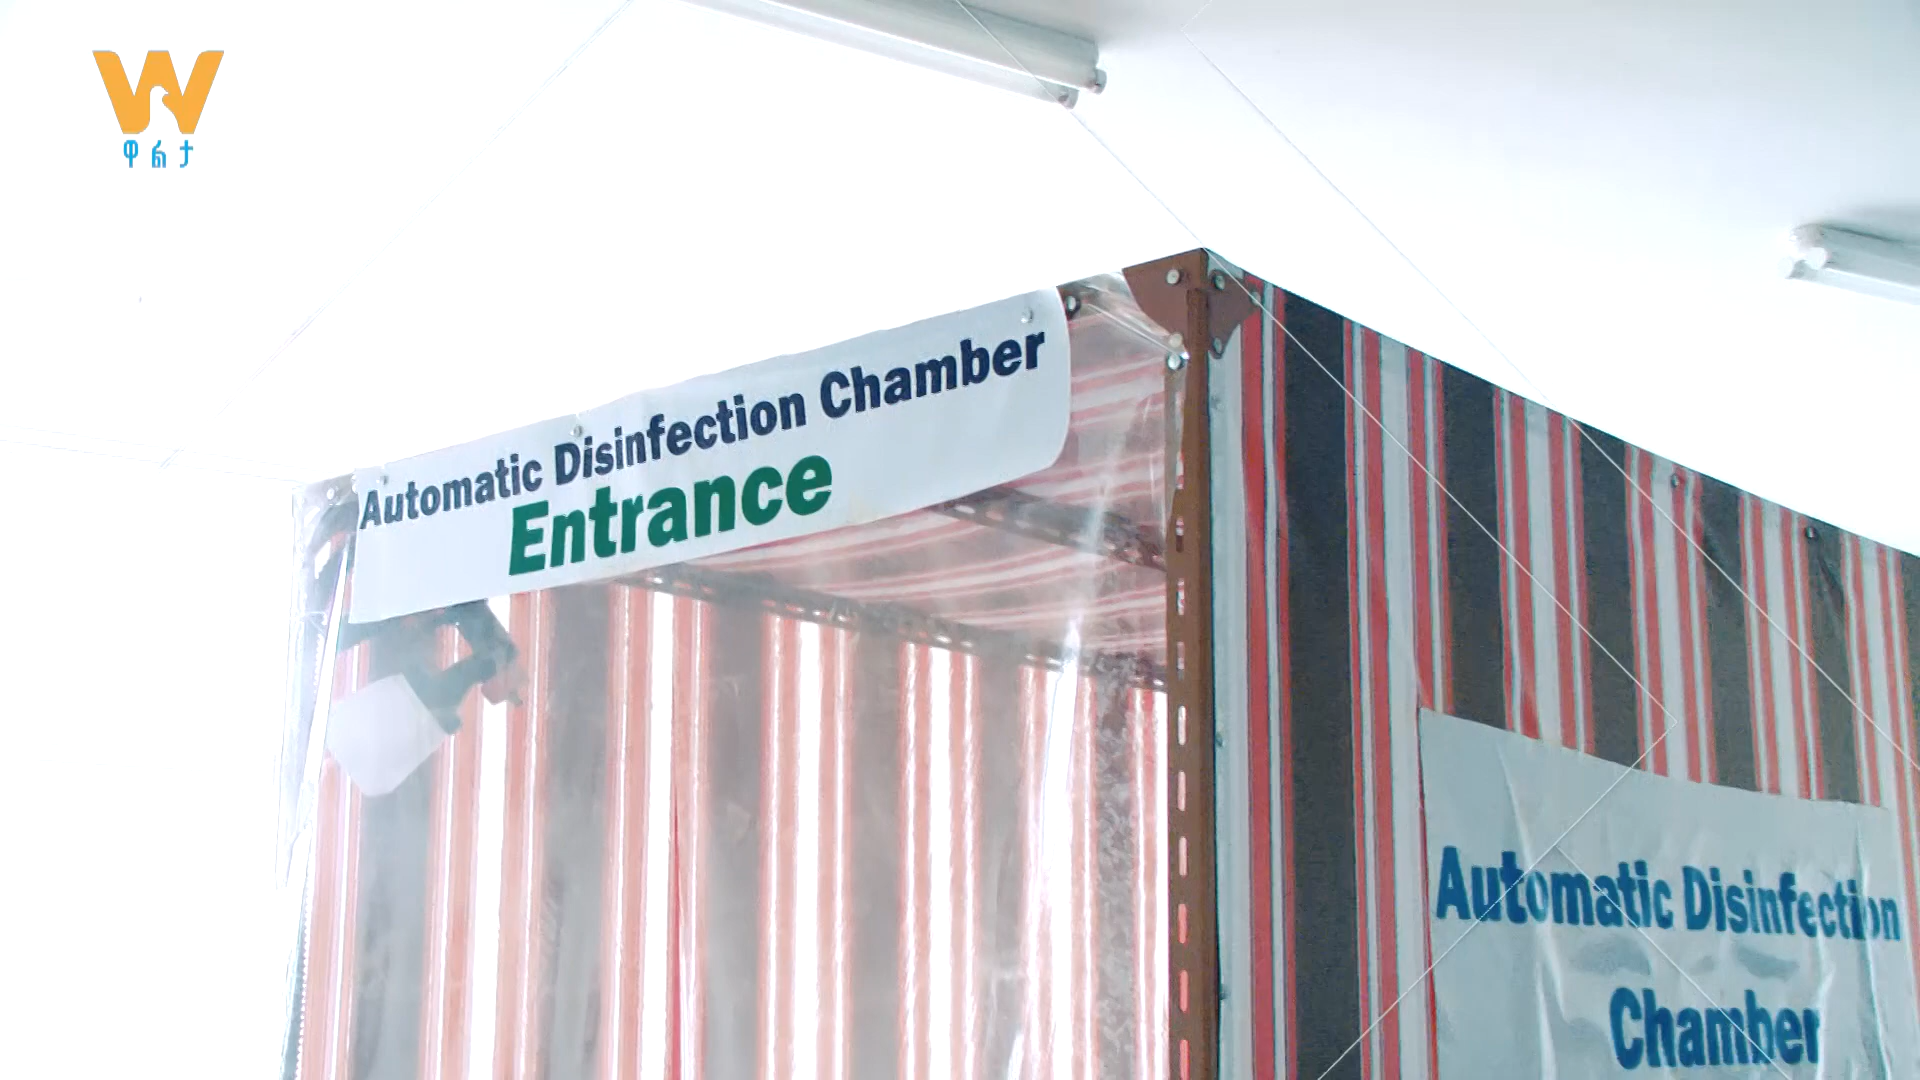 W
ዋልታ
Automatic Disinfection Chamber
Entrance
Automatic Disinfection
Chamber